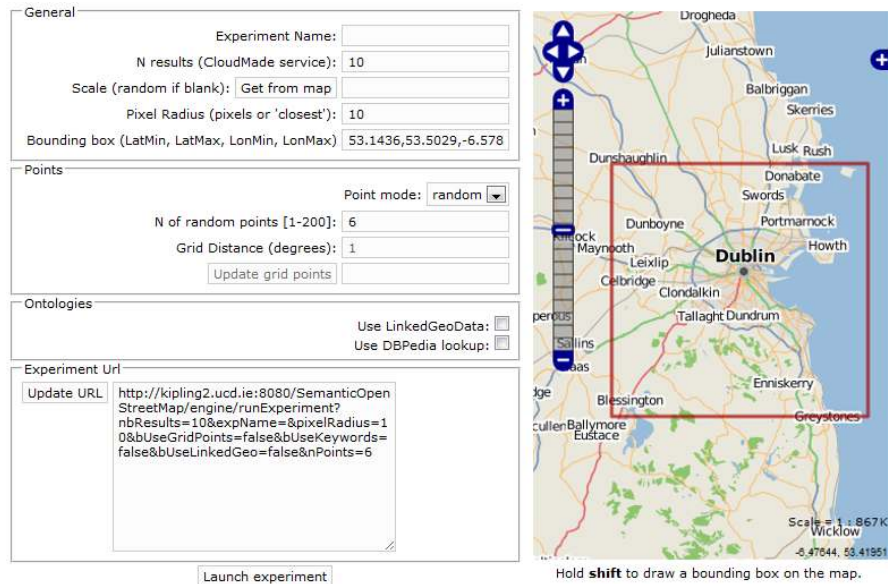 General
Experiment Name:
N results (CloudMade service): 10
Scale (random if blank): Get from map
Pixel Radius (pixels or 'closest'): 10
Bounding box (LatMin, LatMax, LonMin, LonMax) 53.1436,53.5029,-6.578
Points
Point mode: random
N of random points [1-200]: 6
Grid Distance (degrees): 1
Update grid points
Ontologies
Use LinkedGeoData:
Use DBPedia lookup:
Experiment Url
Update URL
http://kipling2.ucd.ie:8080/SemanticOpen
StreetMap/engine/runExperiment?
nbResults=10&expName=&pixelRadius=1
0&bUseGridPoints=false&bUseKeywords=
false&bUseLinkedGeo=false&nPoints=6
Launch experiment
Drogheda
Julianstown
Balbriggan
Skerries
Lusk Rush
Dunshaughlin
Donabate
Swords
Dunboyne
Portmarnock
Kilcock
Maynooth
Howth
Leixlip
Dublin
Celbridge
Clondalkin
Tallaght Dundrum
Sallins
Enniskerry
Blessington
Greystones
Ballymore
Eustace
Scale = 1 : 867K
Wicklow
-6.47644, 53.41951
Hold shift to draw a bounding box on the map.